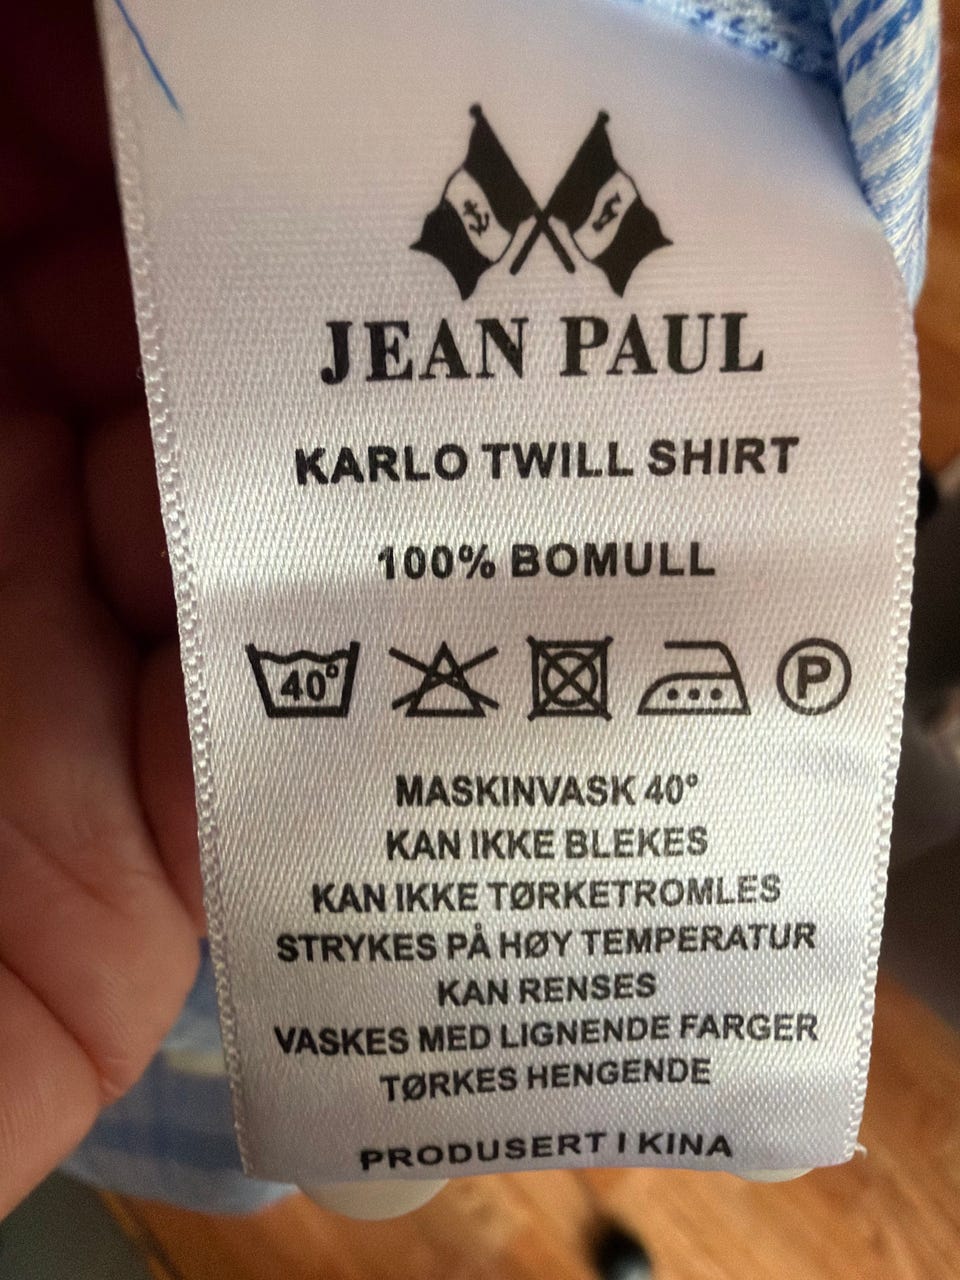 JEAN PAUL
KARLO TWILL SHIRT
100% BOMULL
40° P
MASKINVASK 40°
KAN IKKE BLEKES
KAN IKKE TØRKETROMLES
STRYKES PÅ HØY TEMPERATUR
KAN RENSES
VASKES MED LIGNENDE FARGER
TØRKES HENGENDE
PRODUSERT I KINA